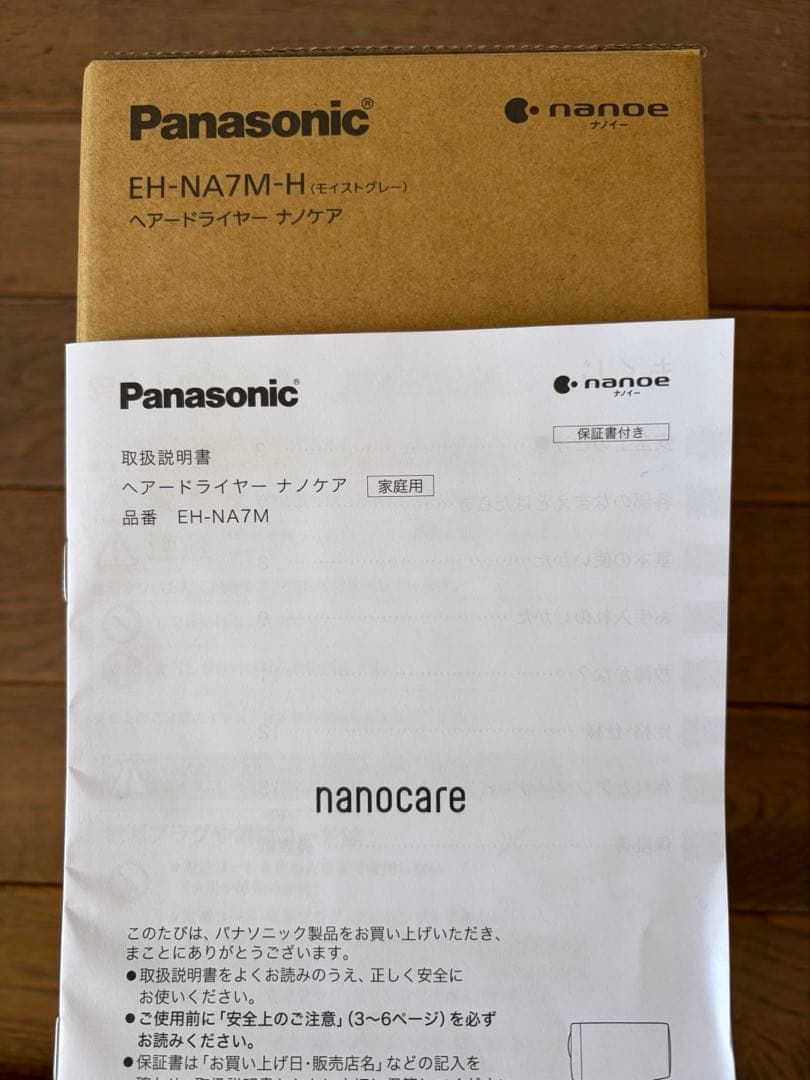 Panasonic®
nanoe
ナノイー
EH-NA7M-H (モイストグレー)
ヘアードライヤー ナノケア
Panasonic®
nanoe
ナノイー
保証書付き
取扱説明書
ヘアードライヤー ナノケア 家庭用
品番 EH-NA7M
nanocare
このたびは、パナソニック製品をお買い上げいただき、
まことにありがとうございます。
●取扱説明書をよくお読みのうえ、正しく安全に
お使いください。
●ご使用前に「安全上のご注意」(3〜6ページ)を必ず
お読みください。
●保証書は「お買い上げ日・販売店名」などの記入を